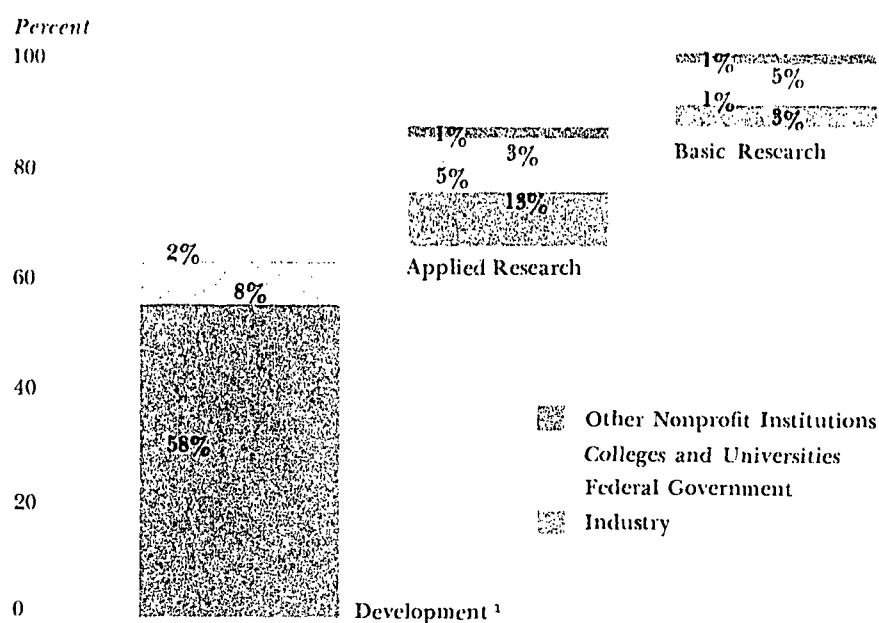 Percent
100
1%
5%
1%
3%
Basic Research
1%
3%
80
5%
13%
Applied Research
2%
60
8%
40
58%
Other Nonprofit Institutions
Colleges and Universities
Federal Government
20
Industry
0
Development ¹